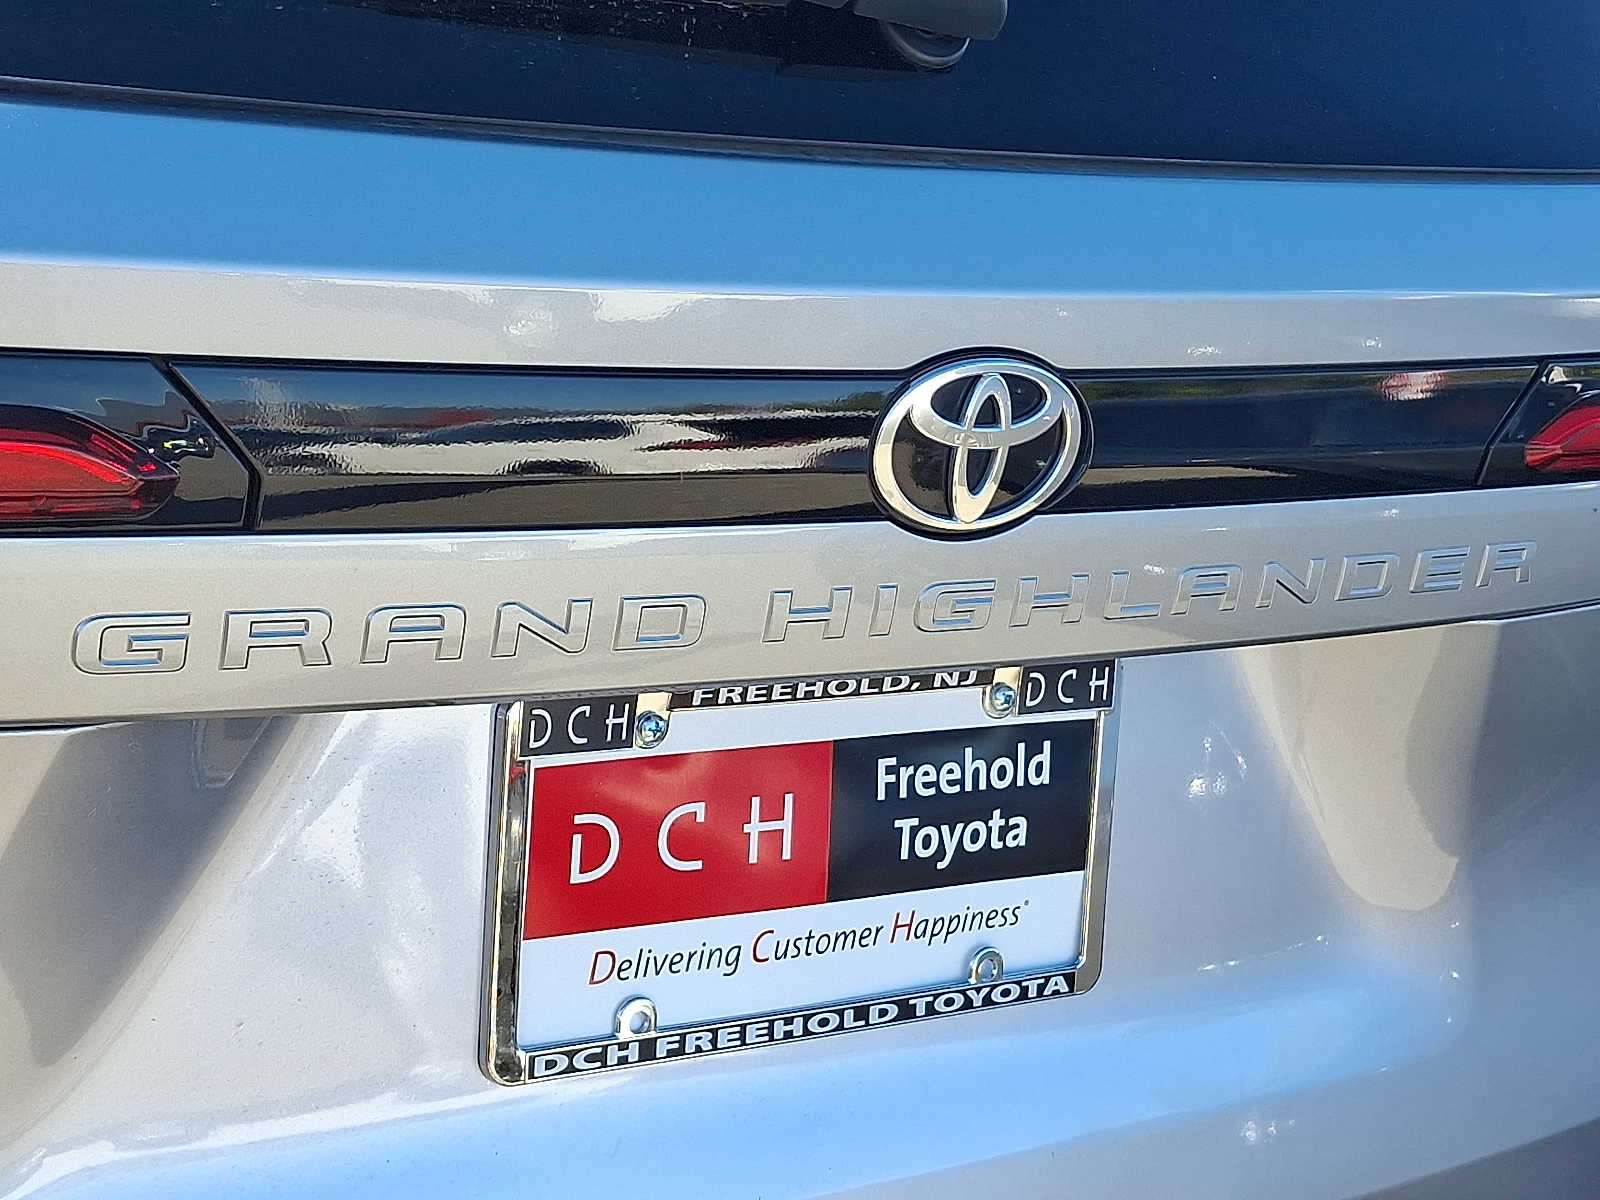 GRAND HIGHLANDER
FREEHOLD, NJ
DCH
DCH
DCH
Freehold
Toyota
Delivering Customer Happiness
DCH FREEHOLD TOYOTA